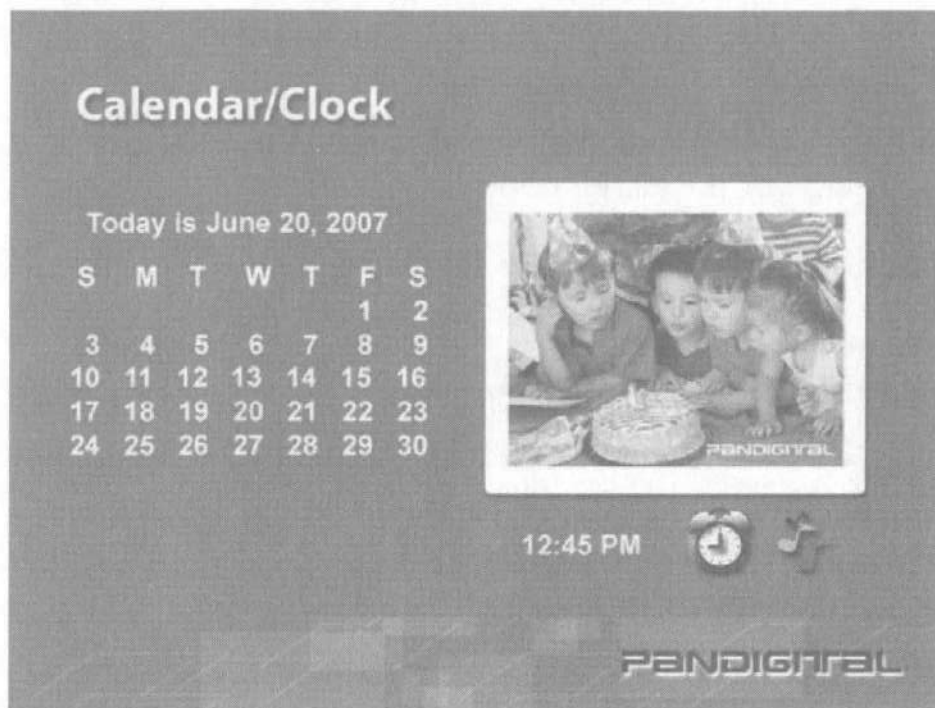 Calendar/Clock
Today is June 20, 2007
S M T W T F S
1 2
3 4 5 6 7 8 9
10 11 12 13 14 15 16
17 18 19 20 21 22 23
24 25 26 27 28 29 30
PANDIGITAL
12:45 PM
PANDIGITAL